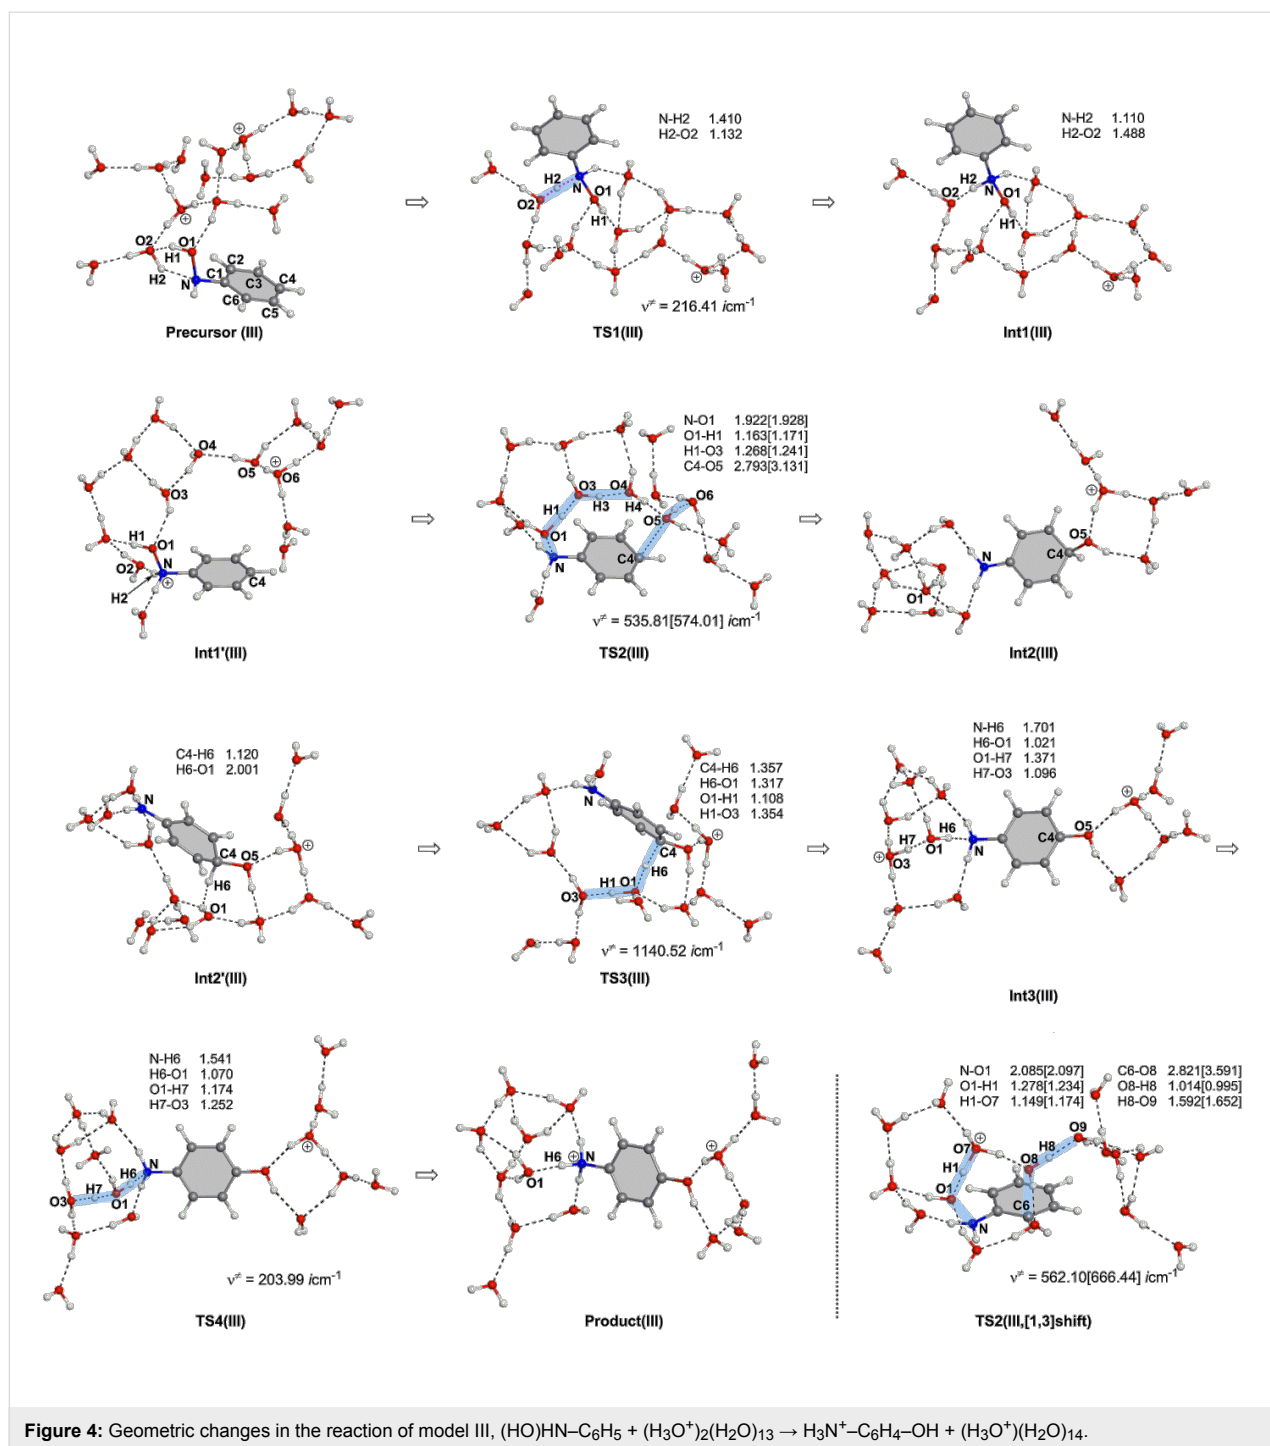 N-H2 1.410
H2-O2 1.132
N-H2 1.110
H2-O2 1.488
⊕
⊕
O2
O1
H1
H2
N
C1
C2
C3
C4
C6
C5
Precursor (III)
H2
N
O2
O1
H1
⊕
ν≠ = 216.41 icm-1
TS1(III)
H2
O2
N
O1
H1
⊕
Int1(III)
O4
O5
⊕
O6
O3
H1
O1
O2
N
⊕
C4
H2
Int1'(III)
N-O1 1.922[1.928]
O1-H1 1.163[1.171]
H1-O3 1.268[1.241]
C4-O5 2.793[3.131]
O3
O4
O6
H3
H4
H1
O5
O1
N
C4
ν≠ = 535.81[574.01] icm-1
TS2(III)
⊕
O5
N
C4
O1
Int2(III)
C4-H6 1.120
H6-O1 2.001
N
C4
O5
⊕
H6
O1
Int2'(III)
C4-H6 1.357
H6-O1 1.317
O1-H1 1.108
H1-O3 1.354
N
⊕
C4
H6
H1
O1
O3
ν≠ = 1140.52 icm-1
TS3(III)
N-H6 1.701
H6-O1 1.021
O1-H7 1.371
H7-O3 1.096
⊕
H6
H7
O1
N
C4
O5
⊕
O3
Int3(III)
N-H6 1.541
H6-O1 1.070
O1-H7 1.174
H7-O3 1.252
⊕
N
H6
H7
O3
O1
ν≠ = 203.99 icm-1
TS4(III)
H6
⊕
N
O1
⊕
Product(III)
N-O1 2.085[2.097] C6-O8 2.821[3.591]
O1-H1 1.278[1.234] O8-H8 1.014[0.995]
H1-O7 1.149[1.174] H8-O9 1.592[1.652]
⊕
O7
O9
H8
O8
H1
O1
C6
N
ν≠ = 562.10[666.44] icm-1
TS2(III,[1,3]shift)
Figure 4: Geometric changes in the reaction of model III, (HO)HN–C6H5 + (H3O+)2(H2O)13 → H3N+–C6H4–OH + (H3O+)(H2O)14.